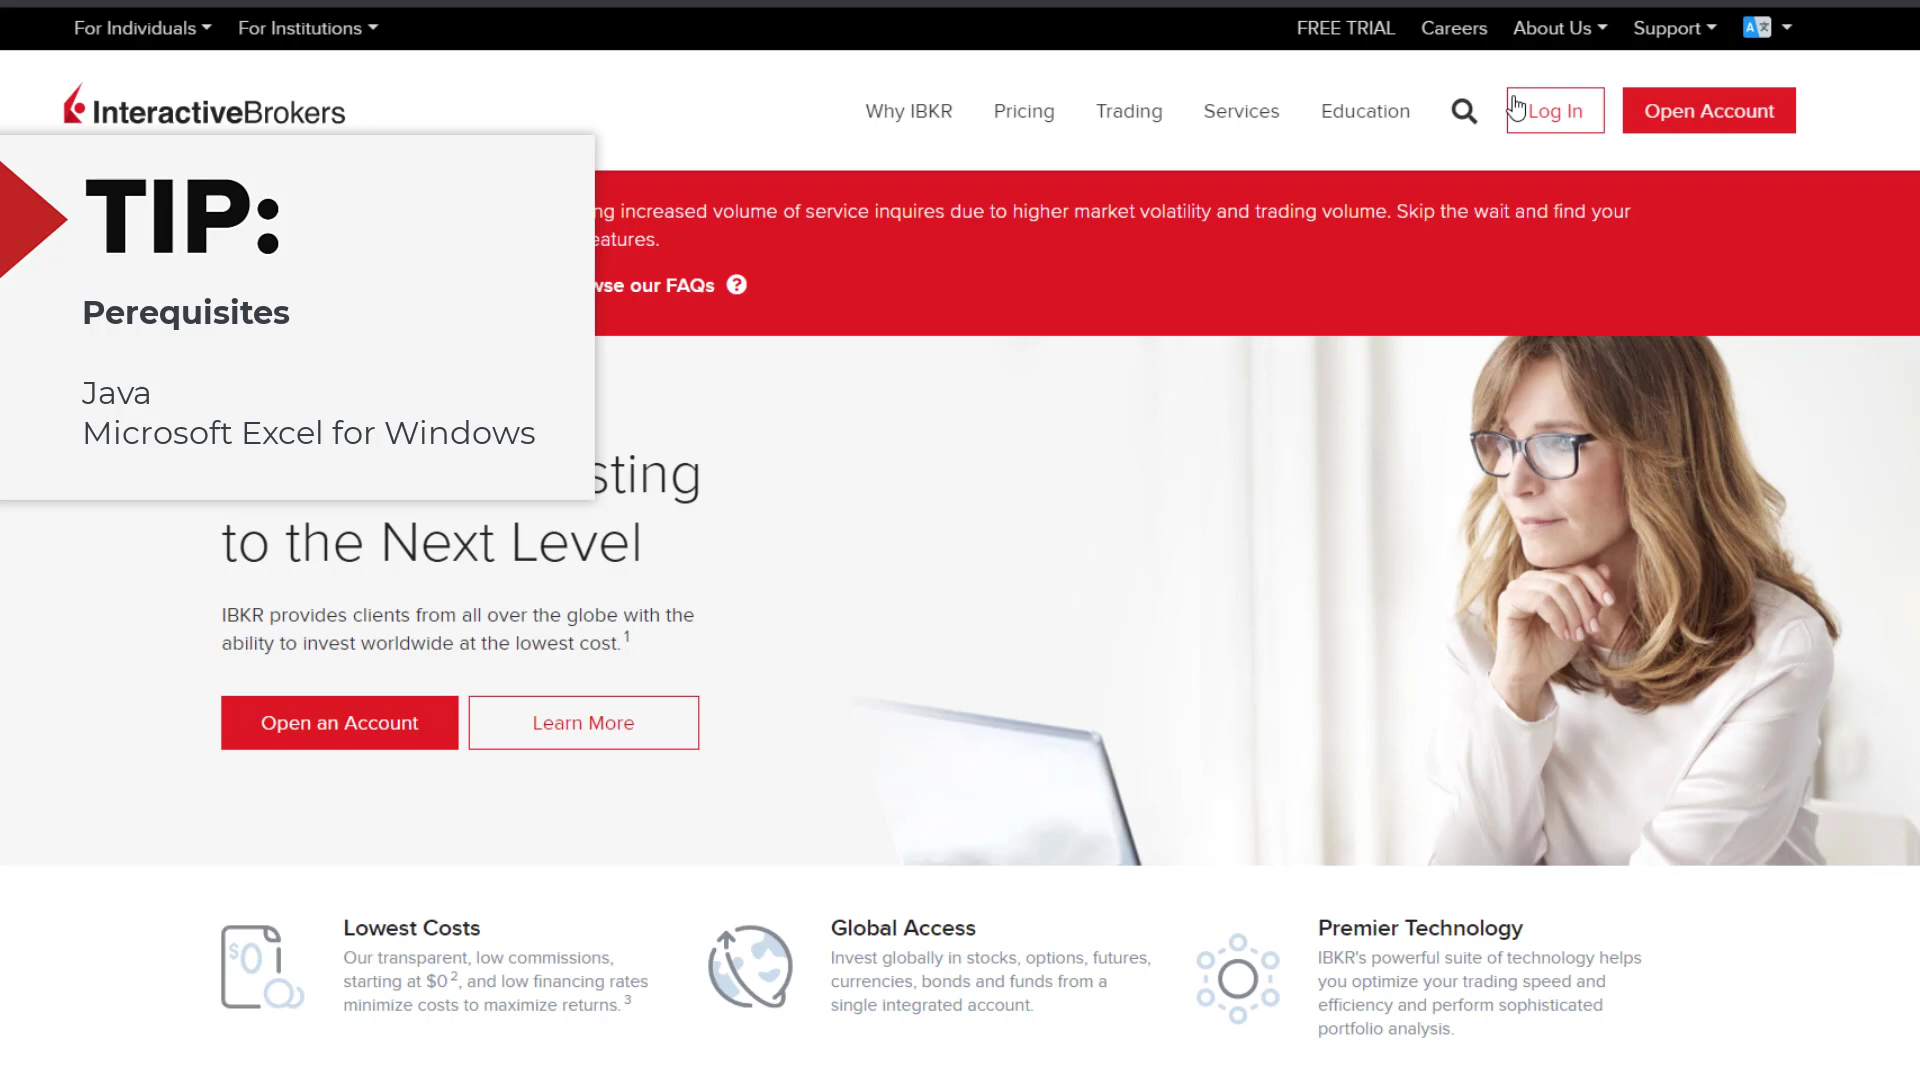 For Individuals For Institutions FREE TRIAL Careers About Us Support A
InteractiveBrokers Why IBKR Pricing Trading Services Education Log In Open Account
TIP:
Perequisites
Java
Microsoft Excel for Windows
increased volume of service inquires due to higher market volatility and trading volume. Skip the wait and find your
our FAQs ?
to the Next Level
IBKR provides clients from all over the globe with the
ability to invest worldwide at the lowest cost. 1
Open an Account Learn More
$0
Lowest Costs
Our transparent, low commissions,
starting at $0 2, and low financing rates
minimize costs to maximize returns. 3
Global Access
Invest globally in stocks, options, futures,
currencies, bonds and funds from a
single integrated account.
Premier Technology
IBKR's powerful suite of technology helps
you optimize your trading speed and
efficiency and perform sophisticated
portfolio analysis.